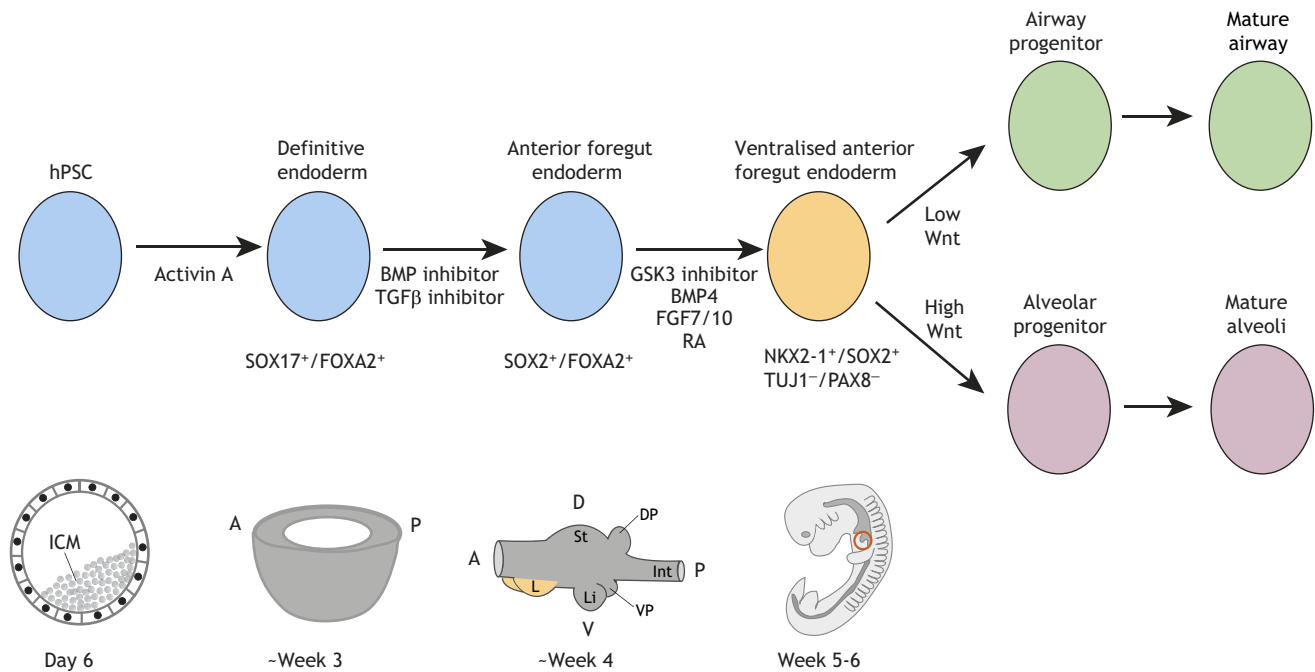 Airway
progenitor
Mature
airway
hPSC
Definitive
endoderm
Anterior foregut
endoderm
Ventralised anterior
foregut endoderm
Activin A
BMP inhibitor
TGFβ inhibitor
GSK3 inhibitor
BMP4
FGF7/10
RA
Low
Wnt
High
Wnt
Alveolar
progenitor
Mature
alveoli
SOX17⁺/FOXA2⁺
SOX2⁺/FOXA2⁺
NKX2-1⁺/SOX2⁺
TUJ1⁻/PAX8⁻
ICM
A
P
D
St
DP
A
Int
P
L
Li
VP
V
Day 6
~Week 3
~Week 4
Week 5-6